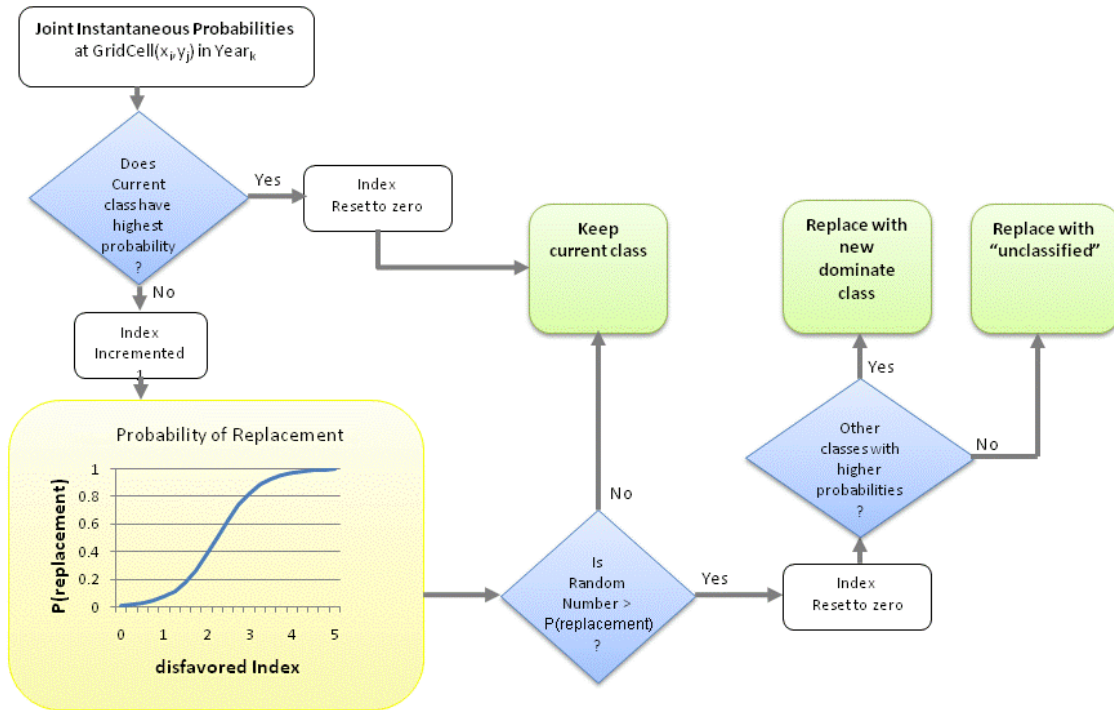 Joint Instantaneous Probabilities
at GridCell(xi,yj) in Yeark
Does
Current
class have
highest
probability
?
Yes
Index
Reset to zero
Keep
current class
No
Index
Incremented
1
Probability of Replacement
P(replacement)
1
0.8
0.6
0.4
0.2
0
0 1 2 3 4 5
disfavored Index
Is
Random
Number >
P(replacement)
?
No
Yes
Index
Reset to zero
Other
classes with
higher
probabilities
?
Yes
No
Replace with
new
dominate
class
Replace with
“unclassified”